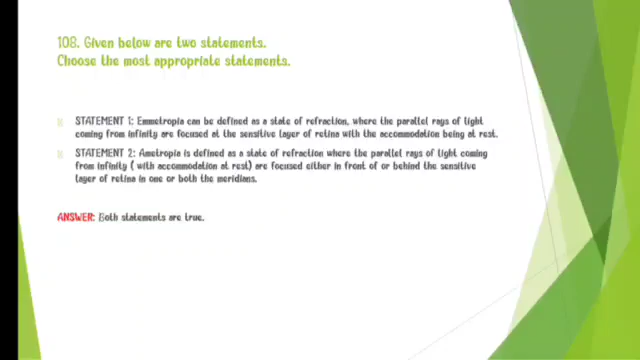 108. Given below are two statements.
Choose the most appropriate statements.
STATEMENT 1: Emmetropia can be defined as a state of refraction, where the parallel rays of light
coming from infinity are focused at the sensitive layer of retina with the accommodation being at rest.
STATEMENT 2: Ametropia is defined as a state of refraction where the parallel rays of light coming
from infinity ( with accommodation at rest) are focused either in front of or behind the sensitive
layer of retina in one or both the meridians.
ANSWER: Both statements are true.